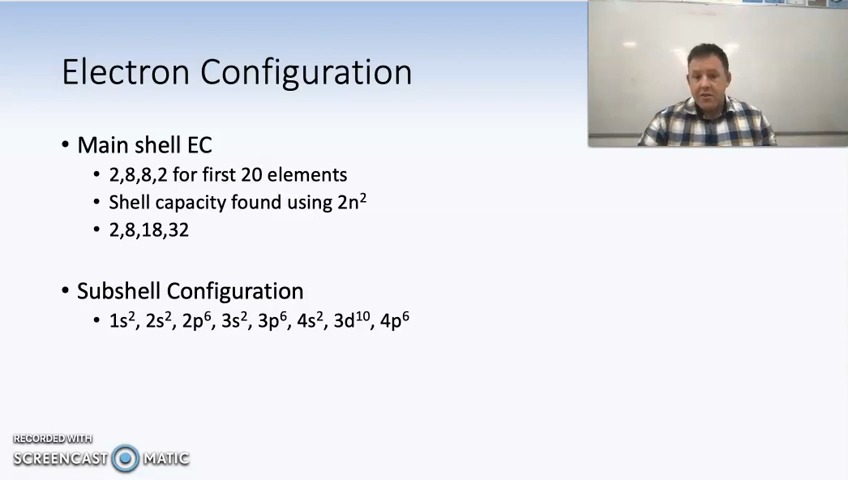 Electron Configuration
• Main shell EC
• 2,8,8,2 for first 20 elements
• Shell capacity found using 2n²
• 2,8,18,32
• Subshell Configuration
• 1s², 2s², 2p⁶, 3s², 3p⁶, 4s², 3d¹⁰, 4p⁶
RECORDED WITH
SCREENCAST MATIC